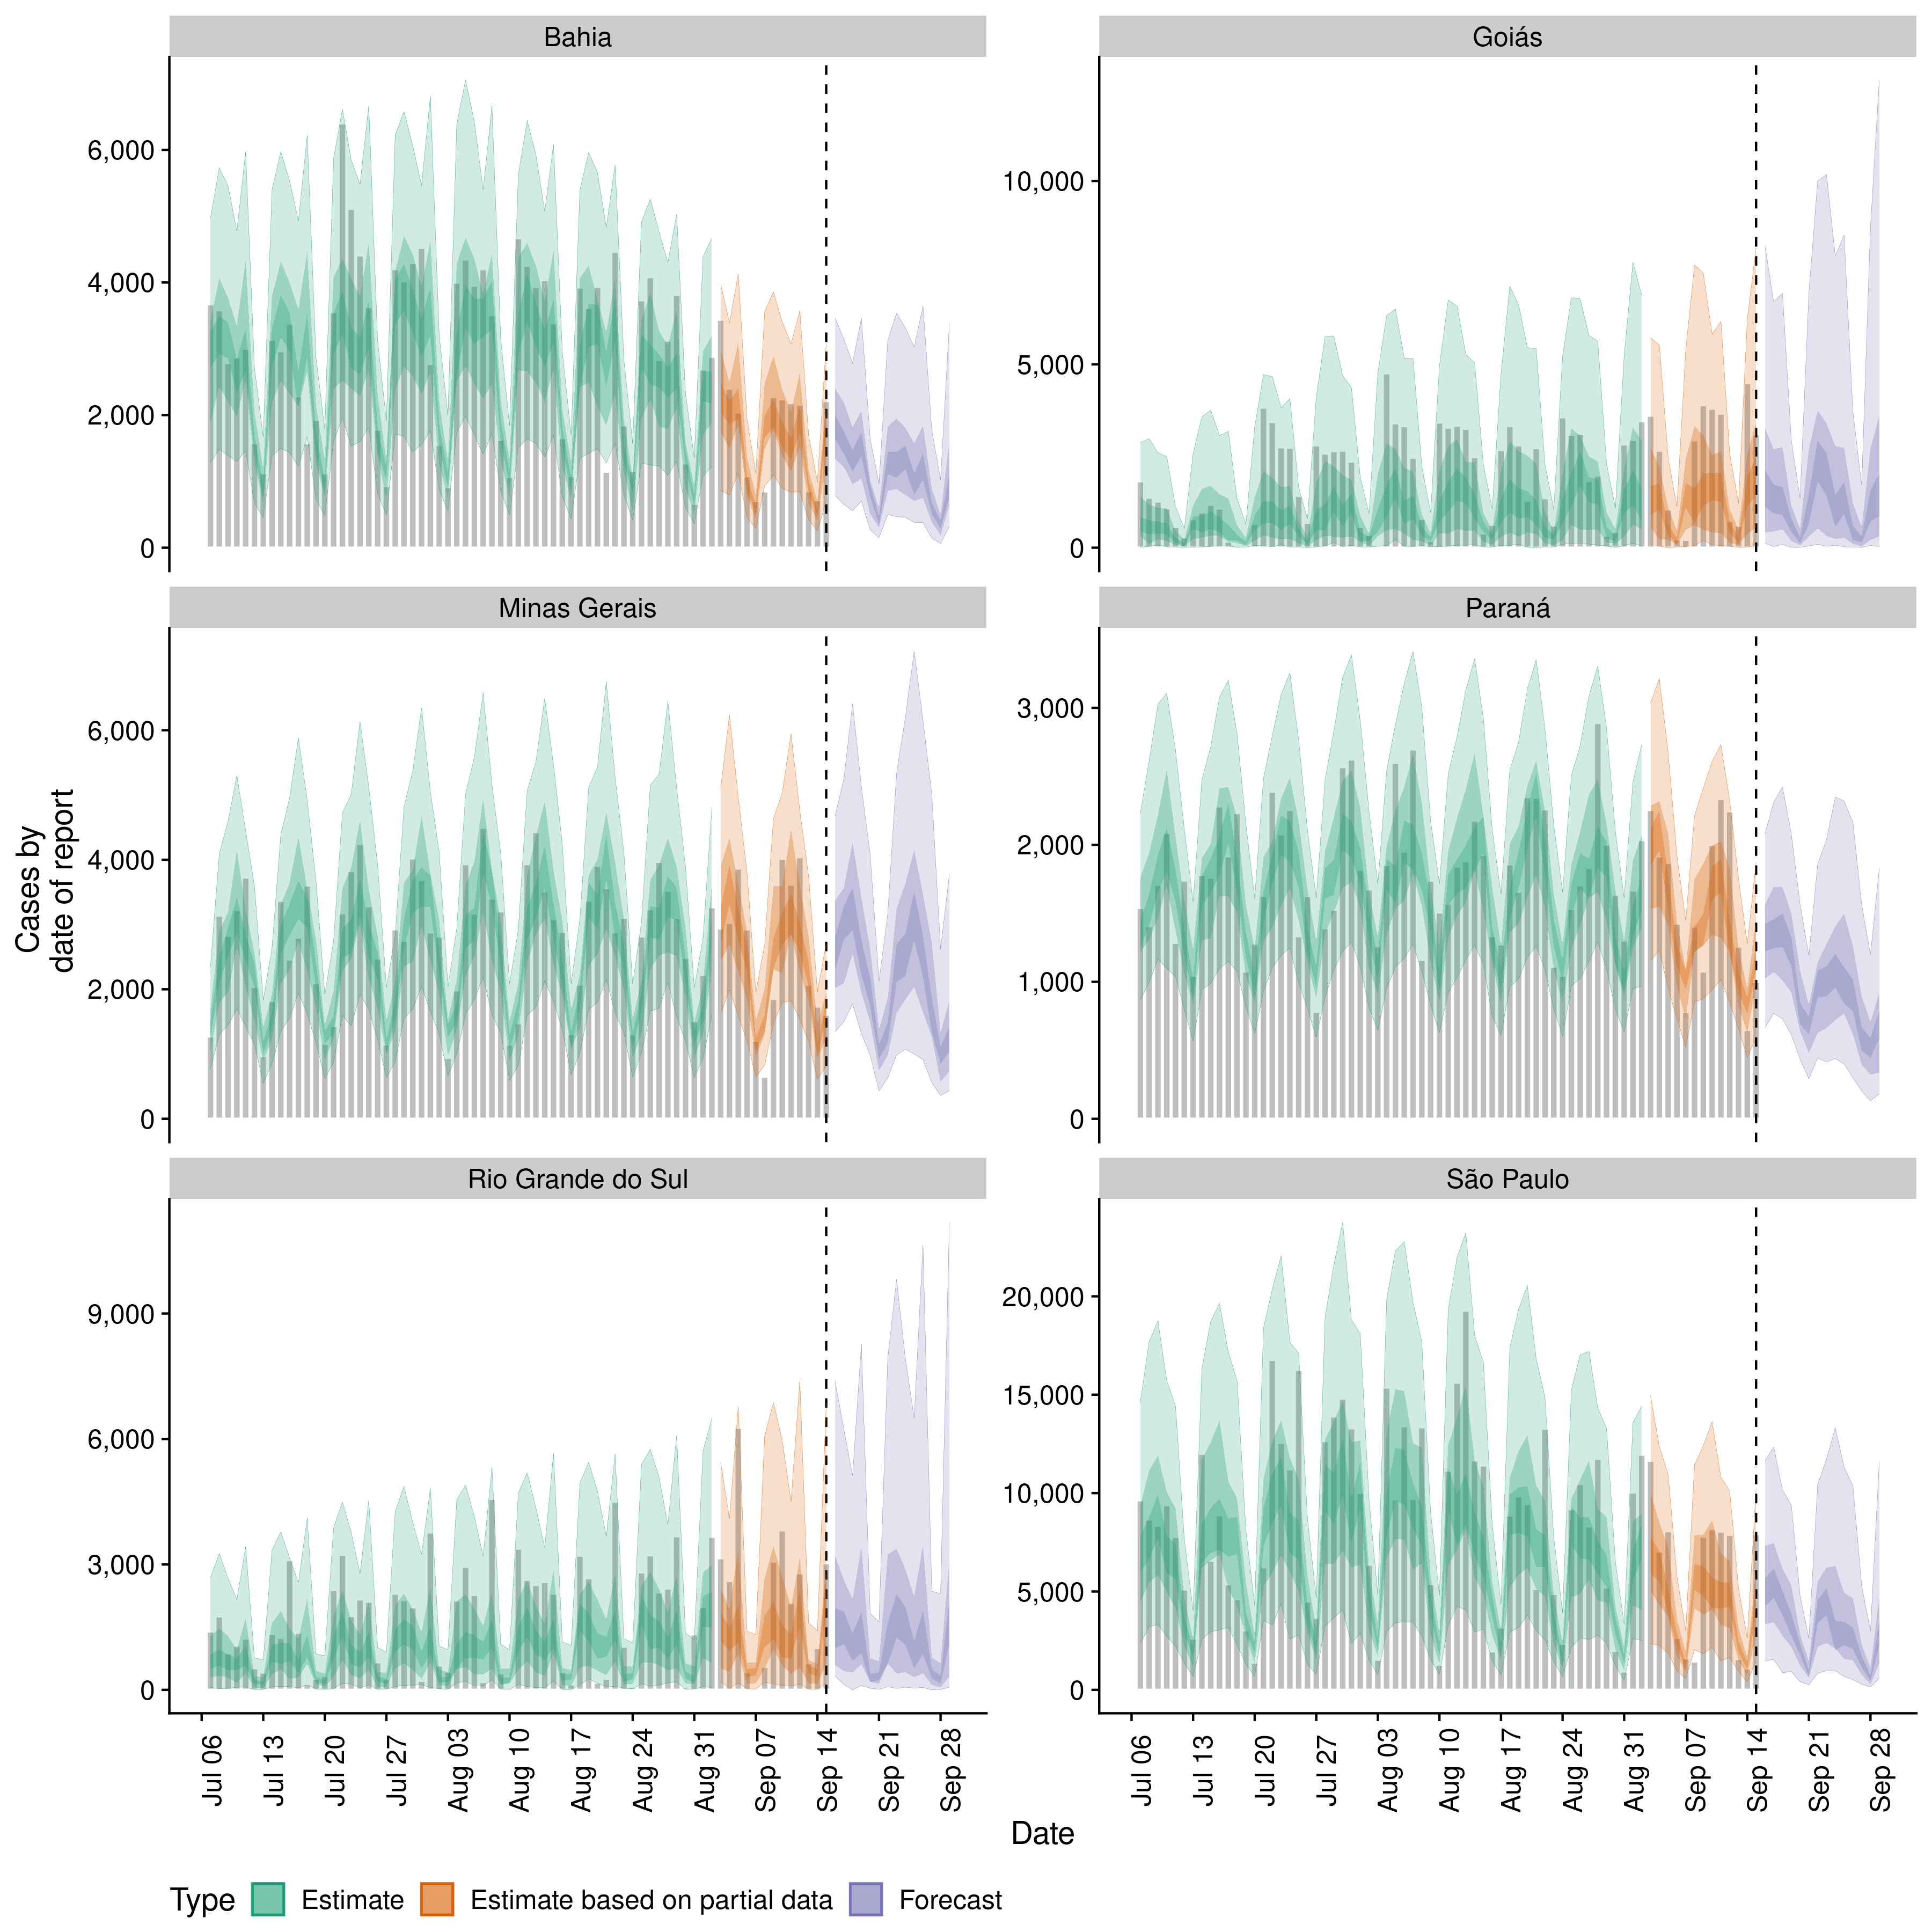 Bahia
Goiás
6,000
4,000
2,000
0
10,000
5,000
0
Minas Gerais
Paraná
6,000
4,000
2,000
0
3,000
2,000
1,000
0
Rio Grande do Sul
São Paulo
9,000
6,000
3,000
0
20,000
15,000
10,000
5,000
0
Cases by
date of report
Jul 06
Jul 13
Jul 20
Jul 27
Aug 03
Aug 10
Aug 17
Aug 24
Aug 31
Sep 07
Sep 14
Sep 21
Sep 28
Jul 06
Jul 13
Jul 20
Jul 27
Aug 03
Aug 10
Aug 17
Aug 24
Aug 31
Sep 07
Sep 14
Sep 21
Sep 28
Date
Type Estimate Estimate based on partial data Forecast